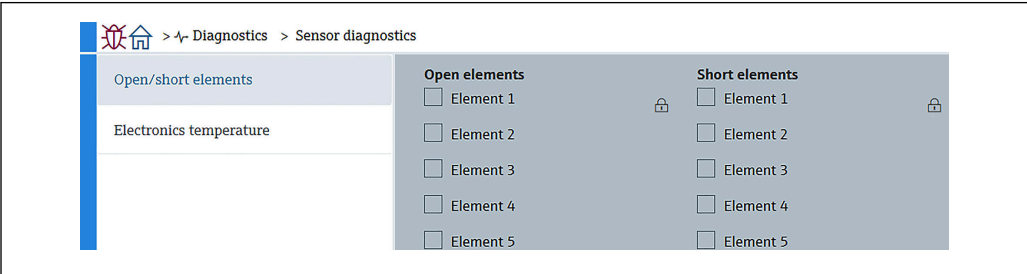 > Diagnostics > Sensor diagnostics
Open/short elements
Electronics temperature
Open elements
Element 1
Element 2
Element 3
Element 4
Element 5
Short elements
Element 1
Element 2
Element 3
Element 4
Element 5